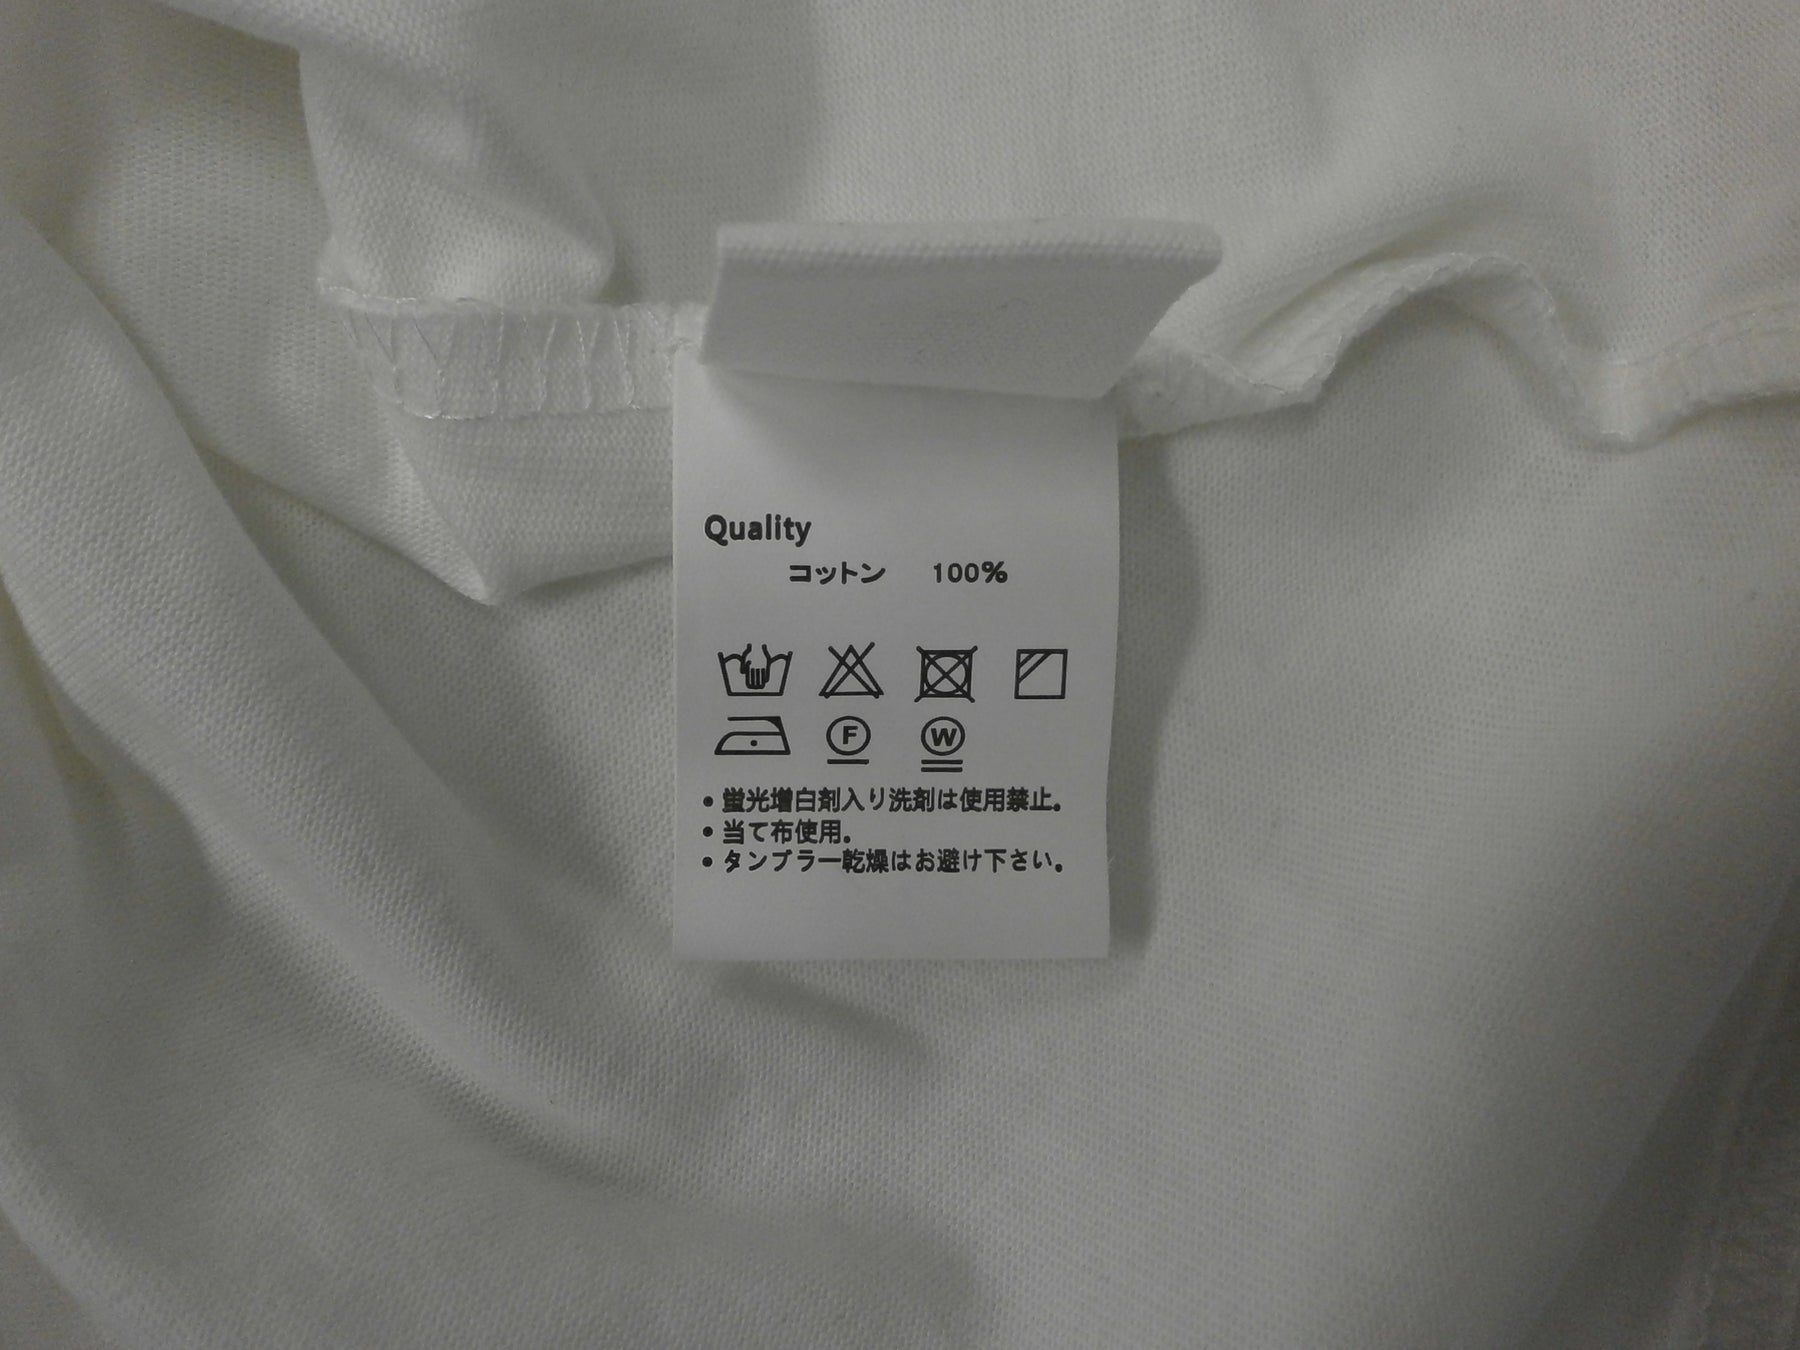 Quality
コットン 100%
F W
• 蛍光増白剤入り洗剤は使用禁止。
• 当て布使用。
• タンブラー乾燥はお避け下さい。